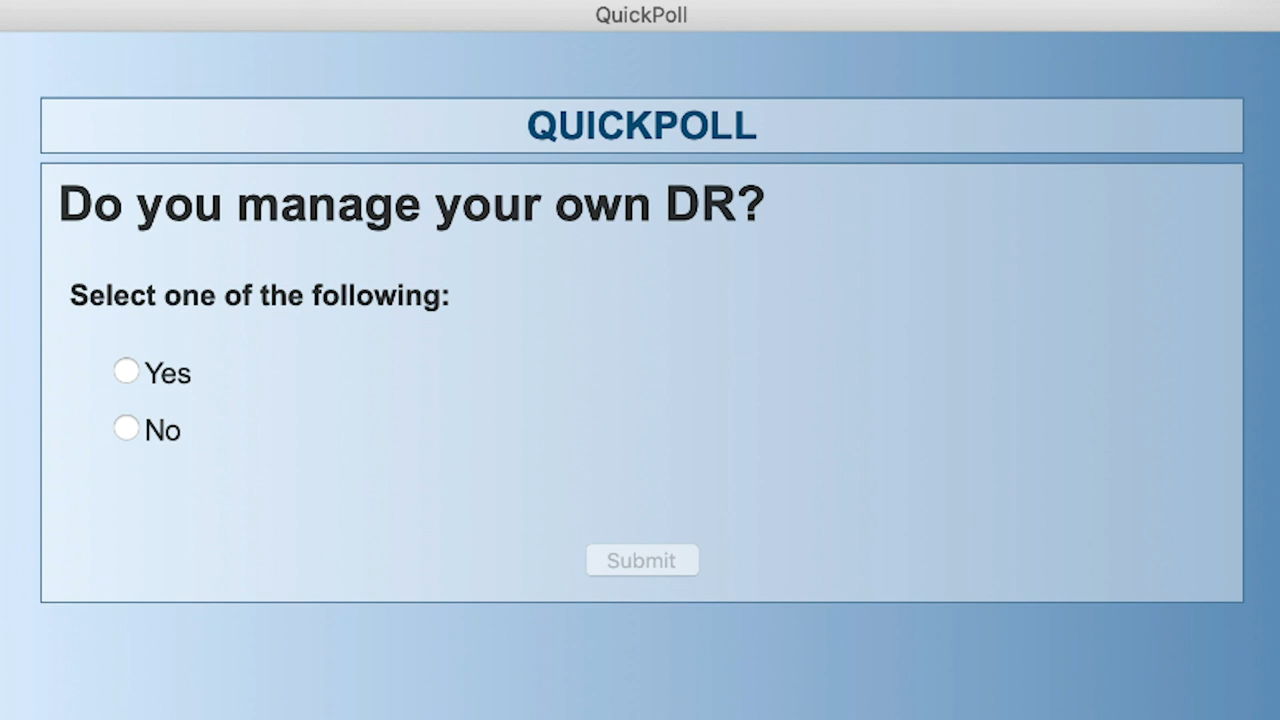 QuickPoll
QUICKPOLL
Do you manage your own DR?
Select one of the following:
Yes
No
Submit